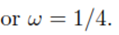 or ω = 1/4.